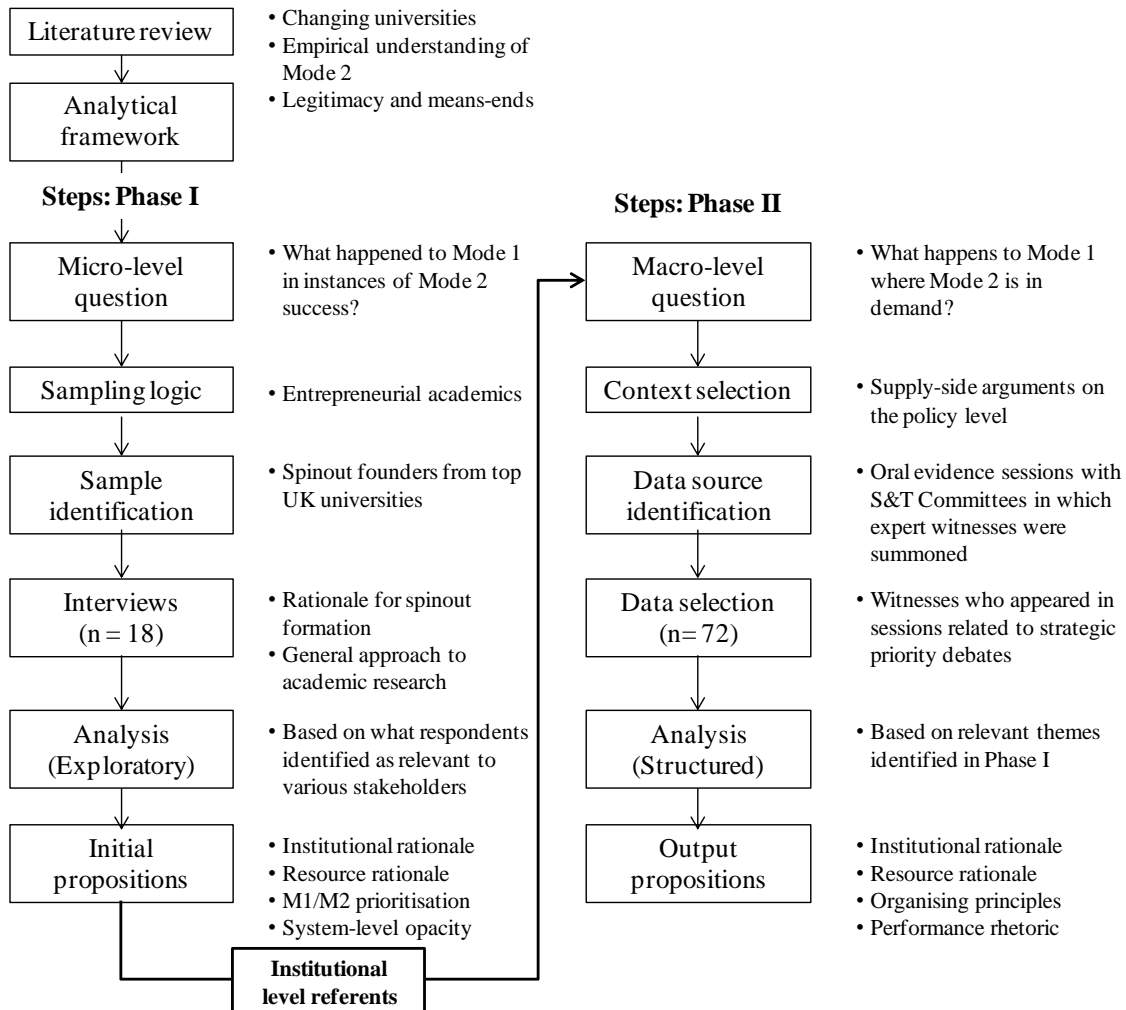 Literature review
• Changing universities
• Empirical understanding of
Mode 2
• Legitimacy and means-ends
Analytical
framework
Steps: Phase I
Micro-level
question
• What happened to Mode 1
in instances of Mode 2
success?
Sampling logic
• Entrepreneurial academics
Sample
identification
• Spinout founders from top
UK universities
Interviews
(n = 18)
• Rationale for spinout
formation
• General approach to
academic research
Analysis
(Exploratory)
• Based on what respondents
identified as relevant to
various stakeholders
Initial
propositions
• Institutional rationale
• Resource rationale
• M1/M2 prioritisation
• System-level opacity
Institutional
level referents
Steps: Phase II
Macro-level
question
• What happens to Mode 1
where Mode 2 is in
demand?
Context selection
• Supply-side arguments on
the policy level
Data source
identification
• Oral evidence sessions with
S&T Committees in which
expert witnesses were
summoned
Data selection
(n= 72)
• Witnesses who appeared in
sessions related to strategic
priority debates
Analysis
(Structured)
• Based on relevant themes
identified in Phase I
Output
propositions
• Institutional rationale
• Resource rationale
• Organising principles
• Performance rhetoric